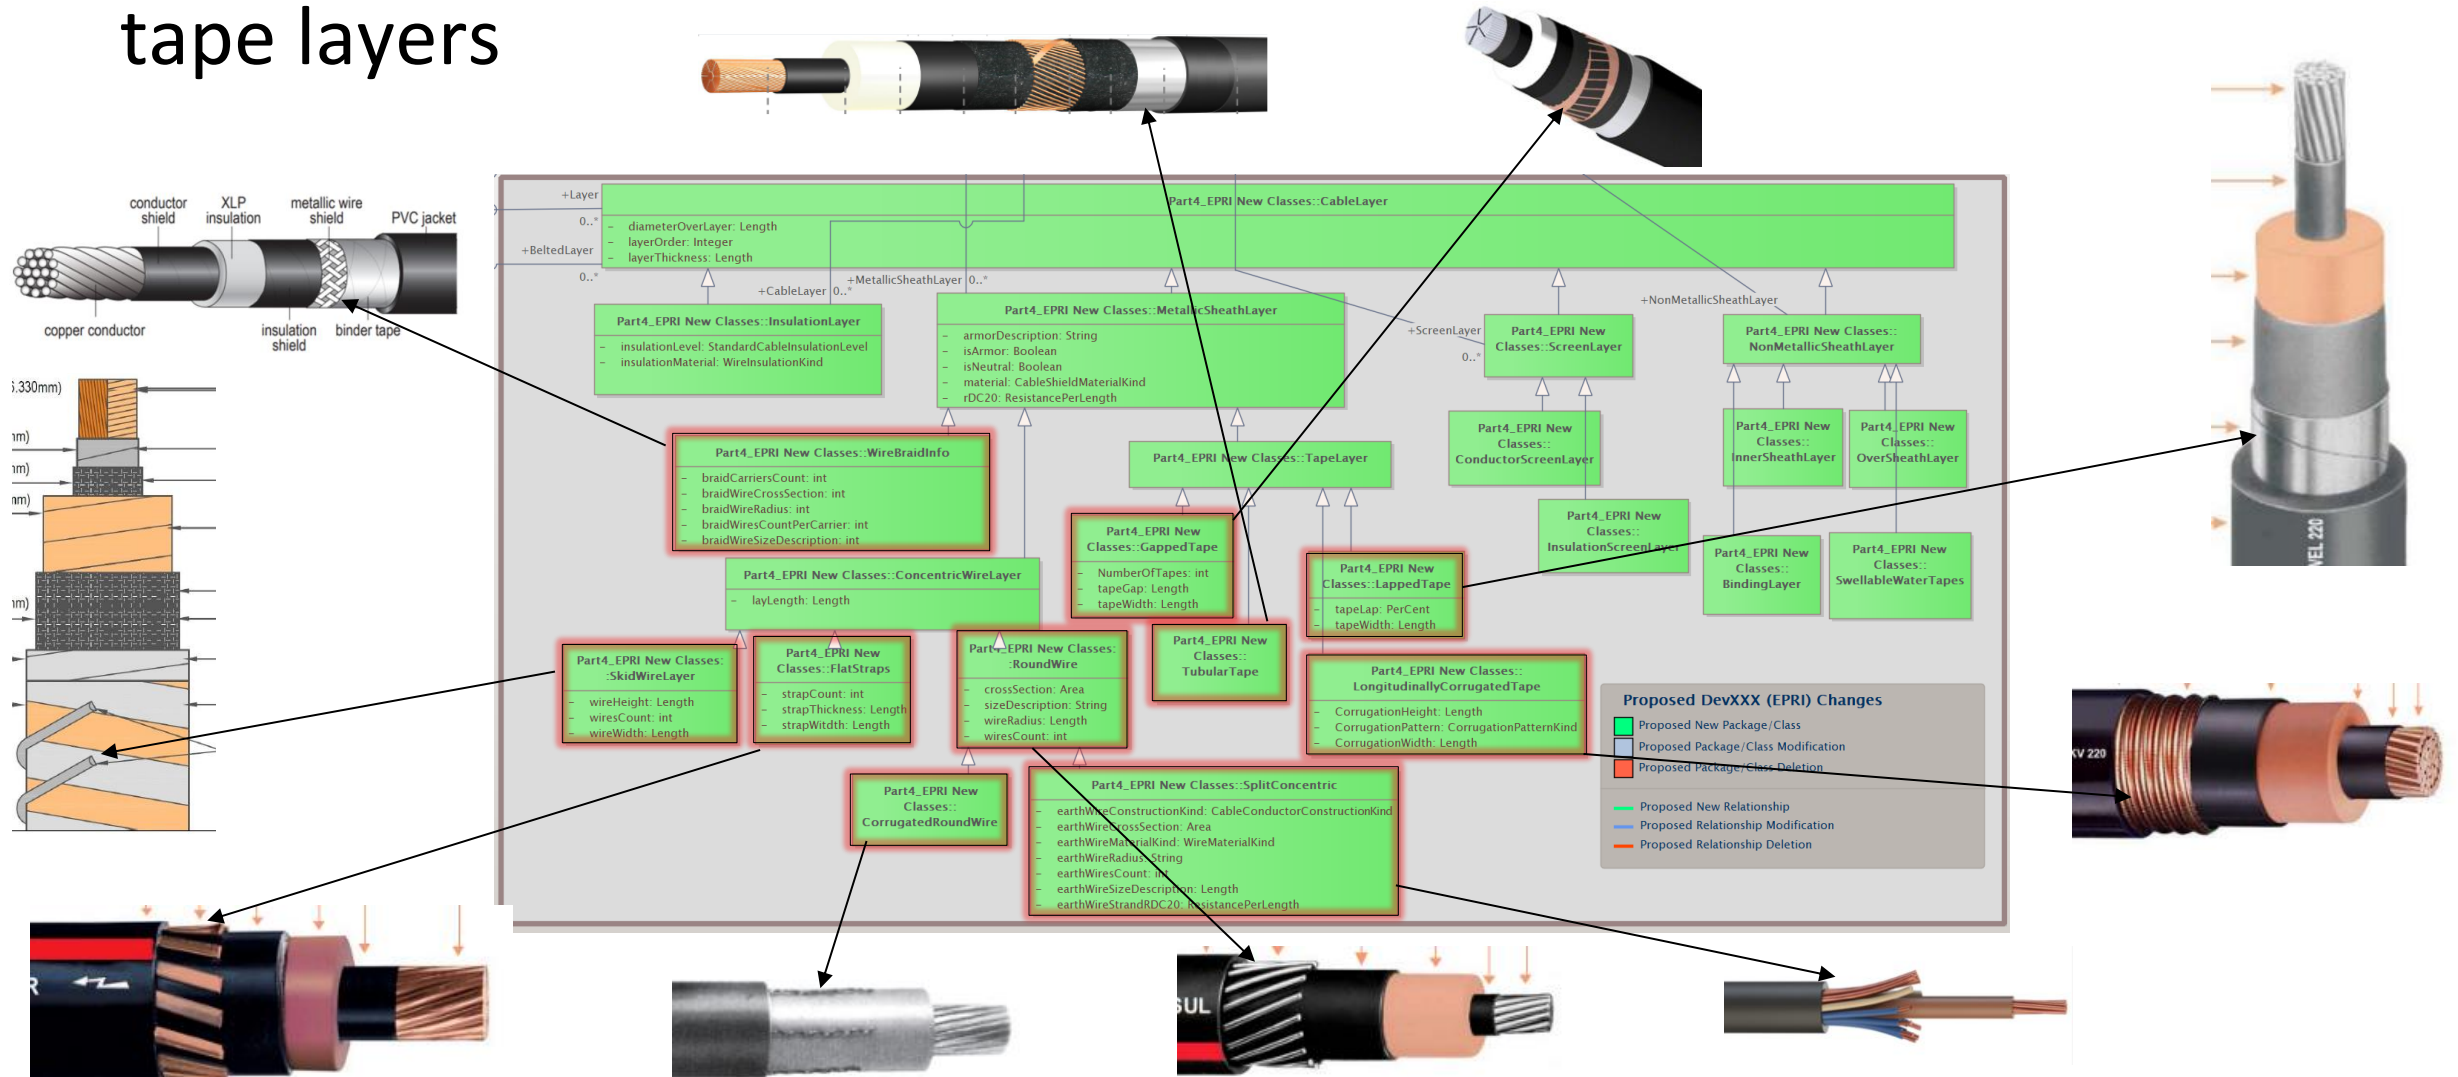 tape layers
conductor
shield
XLP
insulation
metallic wire
shield
PVC jacket
copper conductor
insulation
shield
binder tape
6.330mm)
mm)
mm)
mm)
mm)
+Layer
0..*
+BeltedLayer
0..*
Part4_EPRI New Classes::CableLayer
– diameterOverLayer: Length
– layerOrder: Integer
– layerThickness: Length
+CableLayer 0..*
+MetallicSheathLayer 0..*
+ScreenLayer
0..*
+NonMetallicSheathLayer
Part4_EPRI New Classes::InsulationLayer
– insulationLevel: StandardCableInsulationLevel
– insulationMaterial: WireInsulationKind
Part4_EPRI New Classes::MetallicSheathLayer
– armorDescription: String
– isArmor: Boolean
– isNeutral: Boolean
– material: CableShieldMaterialKind
– rDC20: ResistancePerLength
Part4_EPRI New
Classes::ScreenLayer
Part4_EPRI New Classes::
NonMetallicSheathLayer
Part4_EPRI New Classes::WireBraidInfo
– braidCarriersCount: int
– braidWireCrossSection: int
– braidWireRadius: int
– braidWiresCountPerCarrier: int
– braidWireSizeDescription: int
Part4_EPRI New Classes::TapeLayer
Part4_EPRI New
Classes::
ConductorScreenLayer
Part4_EPRI New
Classes::
InnerSheathLayer
Part4_EPRI New
Classes::
OverSheathLayer
Part4_EPRI New
Classes::GappedTape
– NumberOfTapes: int
– tapeGap: Length
– tapeWidth: Length
Part4_EPRI New
Classes::
InsulationScreenLayer
Part4_EPRI New
Classes::
BindingLayer
Part4_EPRI New
Classes::
SwellableWaterTapes
Part4_EPRI New Classes::ConcentricWireLayer
– layLength: Length
Part4_EPRI New
Classes::LappedTape
– tapeLap: PerCent
– tapeWidth: Length
Part4_EPRI New Classes:
:SkidWireLayer
– wireHeight: Length
– wiresCount: int
– wireWidth: Length
Part4_EPRI New
Classes::FlatStraps
– strapCount: int
– strapThickness: Length
– strapWitdth: Length
Part4_EPRI New Classes:
:RoundWire
– crossSection: Area
– sizeDescription: String
– wireRadius: Length
– wiresCount: int
Part4_EPRI New
Classes::
TubularTape
Part4_EPRI New Classes::
LongitudinallyCorrugatedTape
– CorrugationHeight: Length
– CorrugationPattern: CorrugationPatternKind
– CorrugationWidth: Length
Part4_EPRI New
Classes::
CorrugatedRoundWire
Part4_EPRI New Classes::SplitConcentric
– earthWireConstructionKind: CableConductorConstructionKind
– earthWireCrossSection: Area
– earthWireMaterialKind: WireMaterialKind
– earthWireRadius: String
– earthWiresCount: int
– earthWireSizeDescription: Length
– earthWireStrandRDC20: ResistancePerLength
Proposed DevXXX (EPRI) Changes
Proposed New Package/Class
Proposed Package/Class Modification
Proposed Package/Class Deletion
Proposed New Relationship
Proposed Relationship Modification
Proposed Relationship Deletion
VEL 220
KV 220
R
SUL